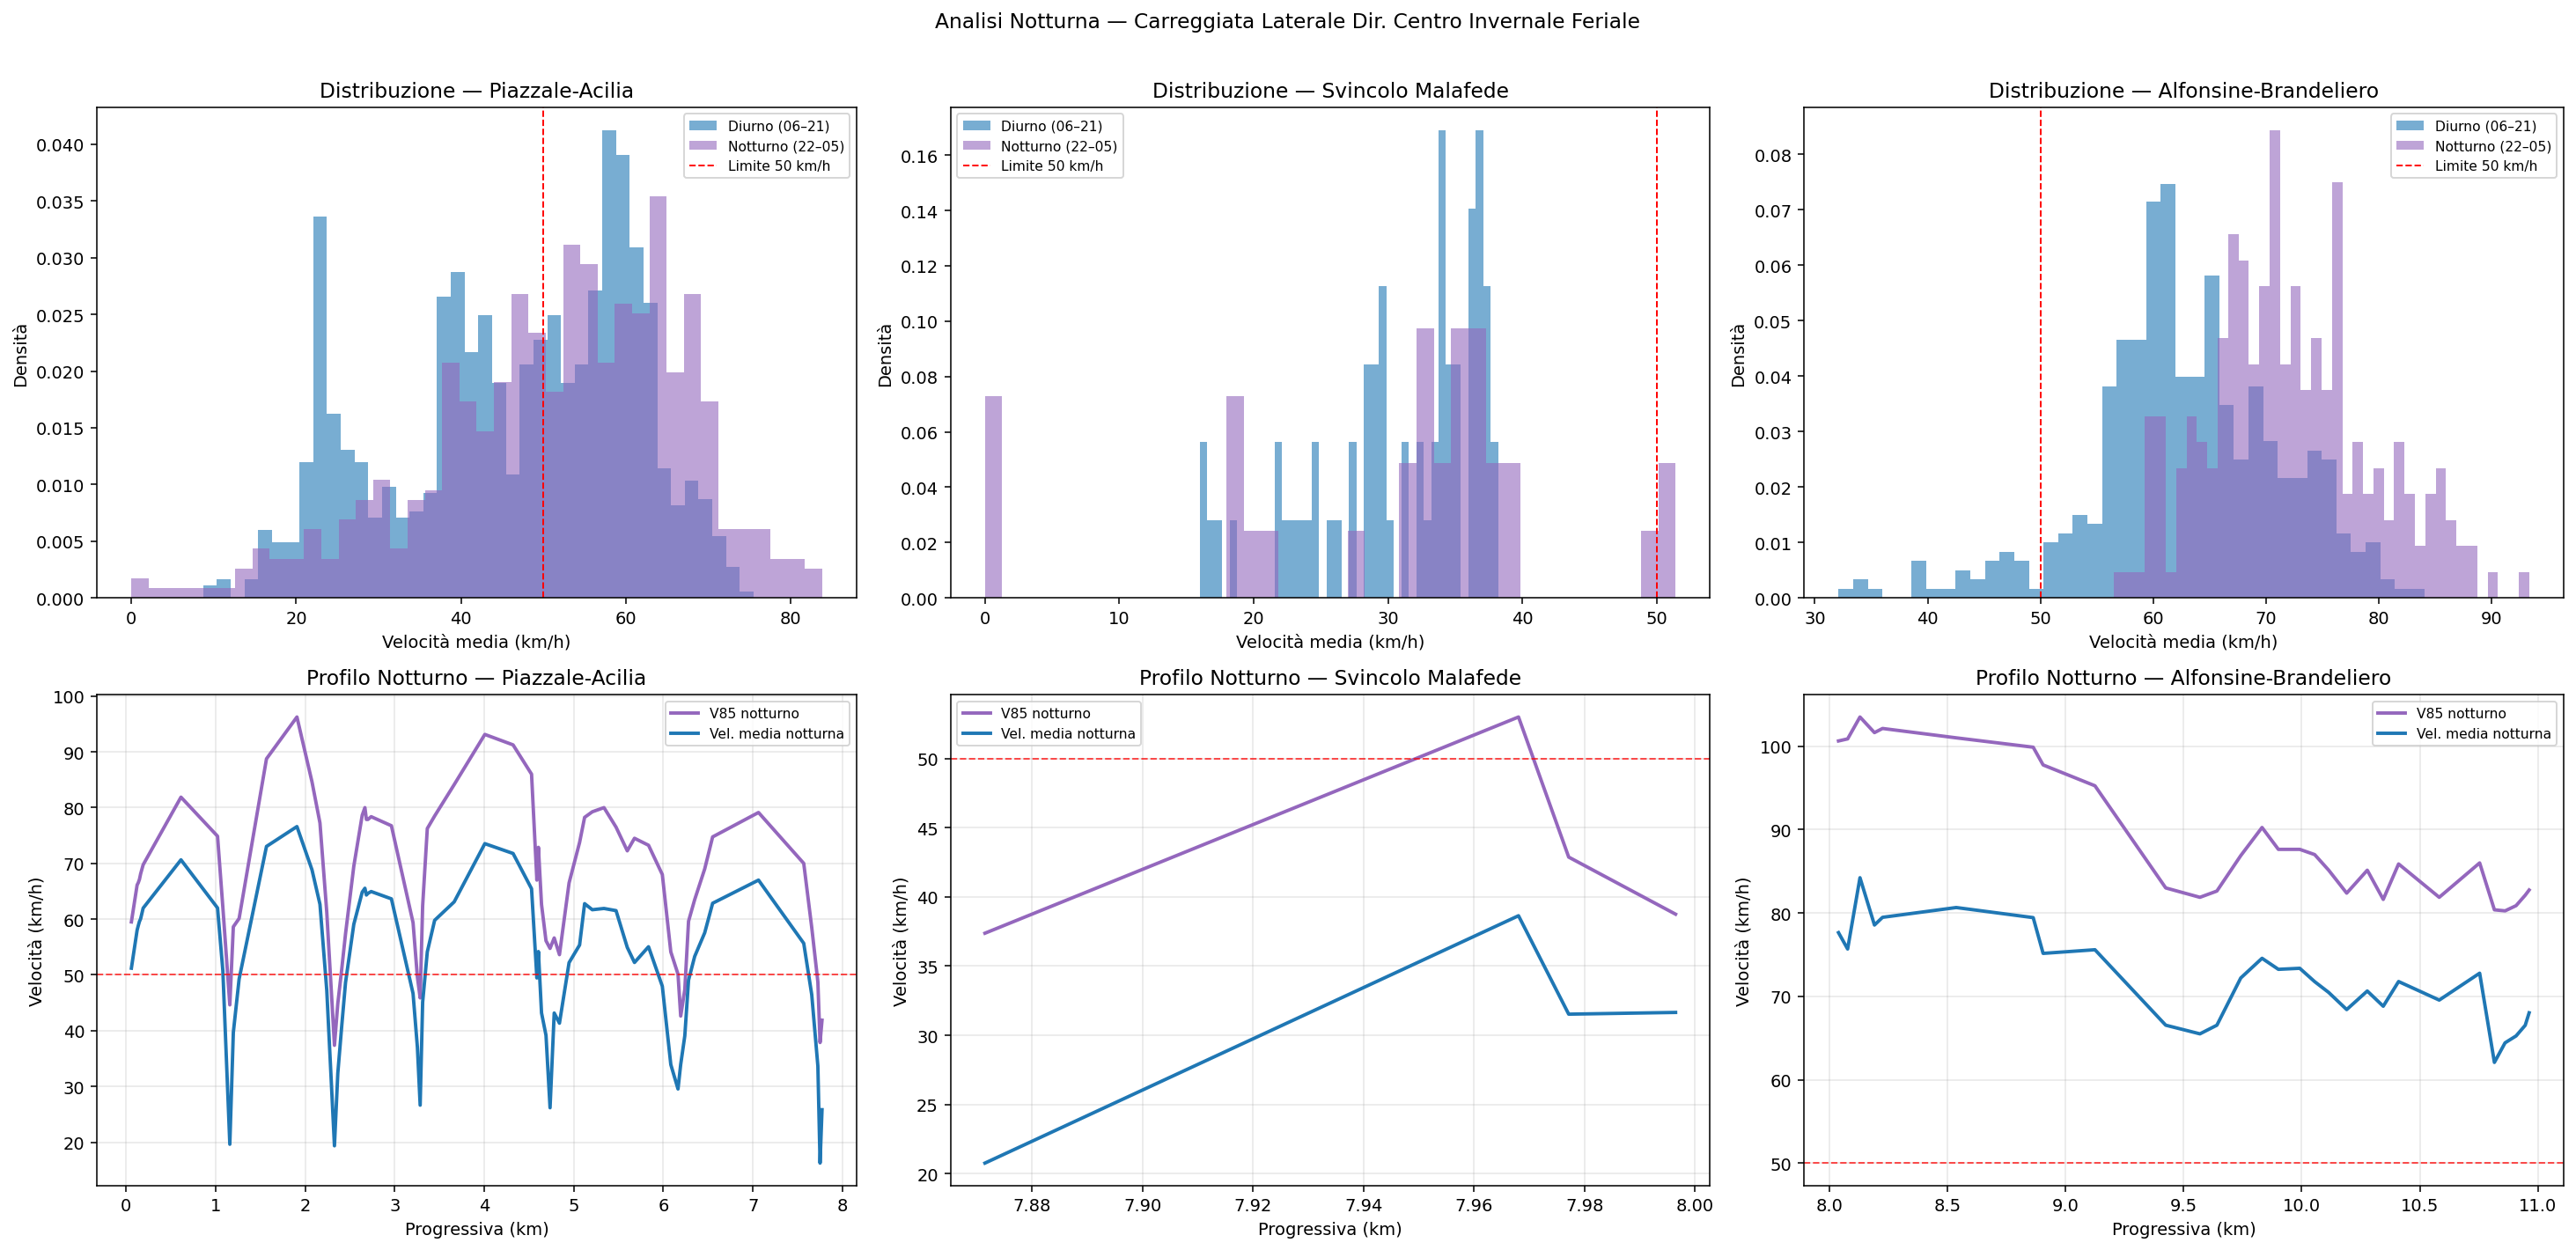 Analisi Notturna — Carreggiata Laterale Dir. Centro Invernale Feriale
Distribuzione — Piazzale-Acilia
Densità
0.040
0.035
0.030
0.025
0.020
0.015
0.010
0.005
0.000
Diurno (06–21)
Notturno (22–05)
Limite 50 km/h
0 20 40 60 80
Velocità media (km/h)
Distribuzione — Svincolo Malafede
Densità
0.16
0.14
0.12
0.10
0.08
0.06
0.04
0.02
0.00
Diurno (06–21)
Notturno (22–05)
Limite 50 km/h
0 10 20 30 40 50
Velocità media (km/h)
Distribuzione — Alfonsine-Brandeliero
Densità
0.08
0.07
0.06
0.05
0.04
0.03
0.02
0.01
0.00
Diurno (06–21)
Notturno (22–05)
Limite 50 km/h
30 40 50 60 70 80 90
Velocità media (km/h)
Profilo Notturno — Piazzale-Acilia
Velocità (km/h)
100
90
80
70
60
50
40
30
20
V85 notturno
Vel. media notturna
0 1 2 3 4 5 6 7 8
Progressiva (km)
Profilo Notturno — Svincolo Malafede
Velocità (km/h)
50
45
40
35
30
25
20
V85 notturno
Vel. media notturna
7.88 7.90 7.92 7.94 7.96 7.98 8.00
Progressiva (km)
Profilo Notturno — Alfonsine-Brandeliero
Velocità (km/h)
100
90
80
70
60
50
V85 notturno
Vel. media notturna
8.0 8.5 9.0 9.5 10.0 10.5 11.0
Progressiva (km)